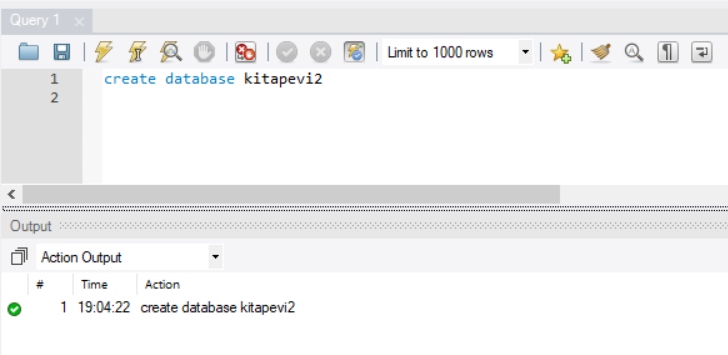 Query 1
Limit to 1000 rows
1 create database kitapevi2
2
Output
Action Output
# Time Action
1 19:04:22 create database kitapevi2